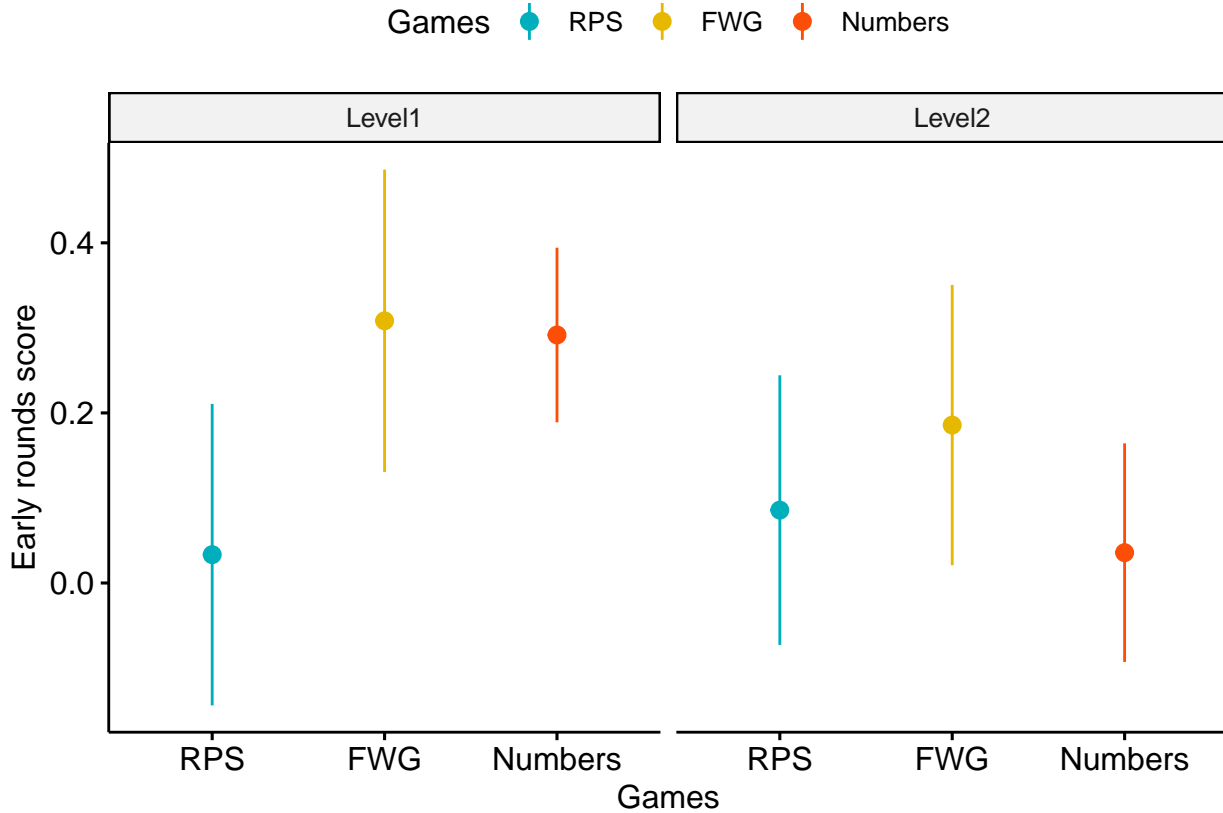 Games RPS FWG Numbers
Level1 Level2
Early rounds score
0.4
0.2
0.0
RPS FWG Numbers RPS FWG Numbers
Games